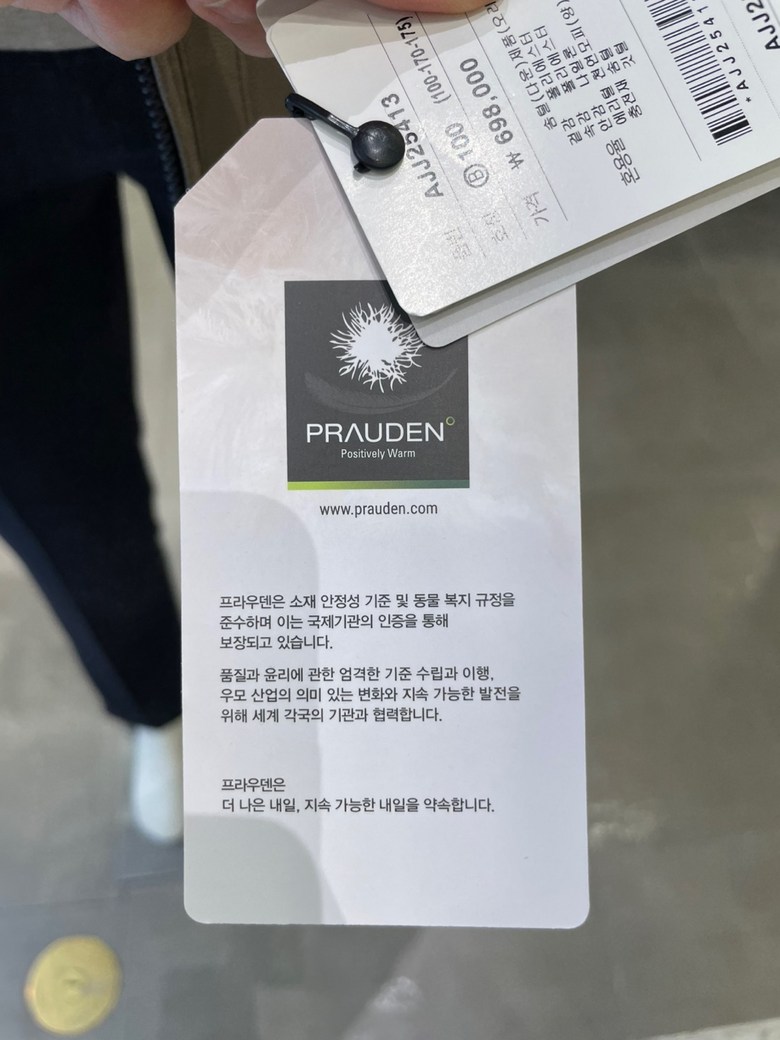 AJJ25413
Ⓑ100 (100-170-175)
가격 ₩ 698,000
혼용율
*AJJ2541
AJJ2
PRAUDEN
Positively Warm
www.prauden.com
프라우덴은 소재 안정성 기준 및 동물 복지 규정을
준수하며 이는 국제기관의 인증을 통해
보장되고 있습니다.
품질과 윤리에 관한 엄격한 기준 수립과 이행,
우모 산업의 의미 있는 변화와 지속 가능한 발전을
위해 세계 각국의 기관과 협력합니다.
프라우덴은
더 나은 내일, 지속 가능한 내일을 약속합니다.